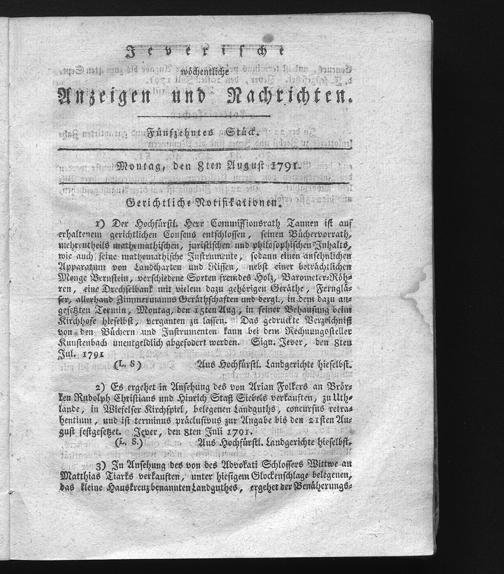 Jeverische
wöchentliche
Anzeigen und Nachrichten.
Fünfzehntes Stück.
Montag, den 8ten August 1791.
Gerichtliche Notifikationen.
1) Der Hochfürstl. Herr Commissionsrath Tannen ist auf
erhaltenen gerichtlichen Consens entschlossen, seinen Büchervorrath,
mehrentheils mathematischen, juristischen und philosophischen Inhalts,
wie auch seine mathematische Instrumente, sodann einen ansehnlichen
Apparatum von Landcharten und Rissen, nebst einer beträchtlichen
Menge Bernstein, verschiedene Sorten fremdes Holz, Barometer-Röh-
ren, eine Drechselbank mit vielem dazu gehörigen Geräthe, Ferngläs-
ser, allerhand Zimmermanns Geräthschaften und dergl., in dem dazu an-
gesetzten Termin, Montag, den 15ten Aug., in seiner Behausung beim
Kirchhofe hieselbst, verganten zu lassen. Das gedruckte Verzeichniß
von den Büchern und Instrumenten kann bei dem Rechnungssteller
Kunstenbach unentgeldlich abgefodert werden. Sign. Jever, den 8ten
Jul. 1791
(L. S) Aus Hochfürstl. Landgerichte hieselbst.
2) Es ergehet in Ansehung des von Arian Folkers an Brör-
ken Rudolph Christians und Hinrich Staß Siebels verkauften, zu Uth-
lande, in Wiefelser Kirchspiel, belegenen Landguths, concursus retra-
hentium, und ist terminus präclusivus zur Angabe bis den 21sten Au-
gust festgesetzet. Jever, den 8ten Juli 1791.
(L. S.) Aus Hochfürstl. Landgerichte hieselbst.
3) In Ansehung des von des Advokati Schlossers Wittwe an
Matthias Tiarks verkauften, unter hiesigem Glockenschlage belegenen,
das kleine Hauskreuz benannten Landguthes, ergehet der Benäherungs-